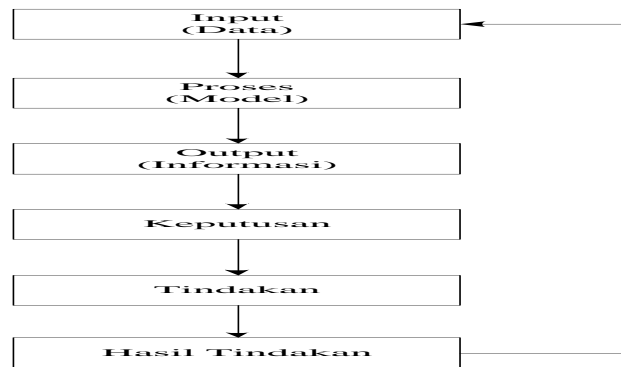 Input
(Data)
Proses
(Model)
Output
(Informasi)
Keputusan
Tindakan
Hasil Tindakan